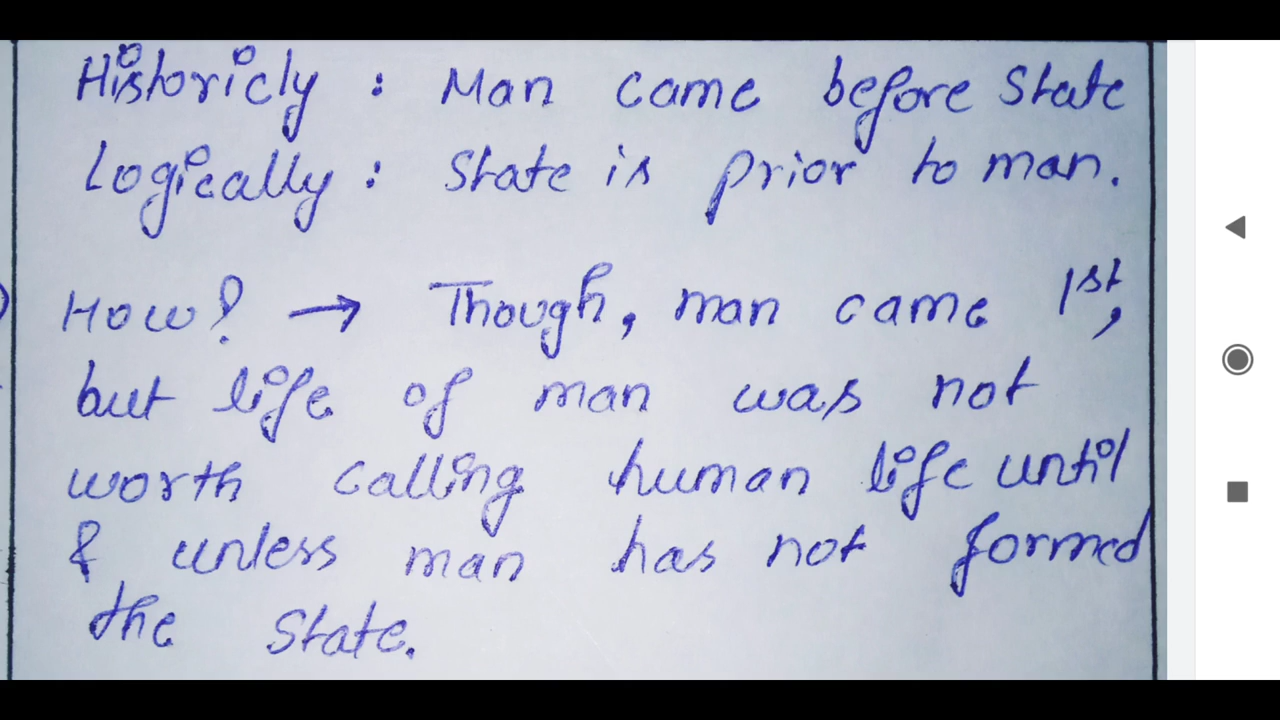 Historicly : Man came before State
Logically : State is prior to man.
How? → Though, man came 1st,
but life of man was not
worth calling human life until
& unless man has not formed
the State.